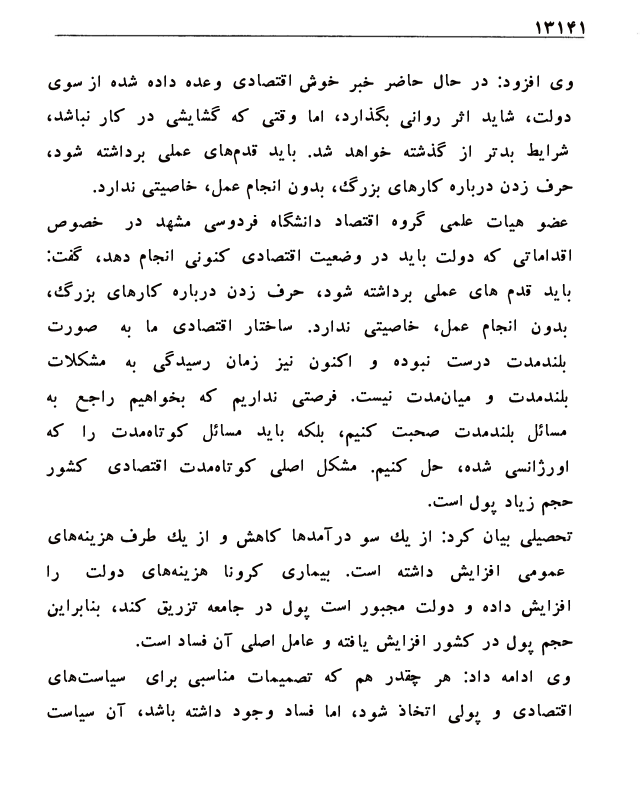 ۱۳۱۴۱
وی افزود: در حال حاضر خبر خوش اقتصادی وعده داده شده از سوی
دولت، شاید اثر روانی بگذارد، اما وقتی که گشایشی در کار نباشد،
شرایط بدتر از گذشته خواهد شد. باید قدم‌های عملی برداشته شود،
حرف زدن درباره کارهای بزرگ، بدون انجام عمل، خاصیتی ندارد.
عضو هیات علمی گروه اقتصاد دانشگاه فردوسی مشهد در خصوص
اقداماتی که دولت باید در وضعیت اقتصادی کنونی انجام دهد، گفت:
باید قدم های عملی برداشته شود، حرف زدن درباره کارهای بزرگ،
بدون انجام عمل، خاصیتی ندارد. ساختار اقتصادی ما به صورت
بلندمدت درست نبوده و اکنون نیز زمان رسیدگی به مشکلات
بلندمدت و میان‌مدت نیست. فرصتی نداریم که بخواهیم راجع به
مسائل بلندمدت صحبت کنیم، بلکه باید مسائل کوتاه‌مدت را که
اورژانسی شده، حل کنیم. مشکل اصلی کوتاه‌مدت اقتصادی کشور
حجم زیاد پول است.
تحصیلی بیان کرد: از یك سو درآمدها کاهش و از یك طرف هزینه‌های
عمومی افزایش داشته است. بیماری کرونا هزینه‌های دولت را
افزایش داده و دولت مجبور است پول در جامعه تزریق کند، بنابراین
حجم پول در کشور افزایش یافته و عامل اصلی آن فساد است.
وی ادامه داد: هر چقدر هم که تصمیمات مناسبی برای سیاست‌های
اقتصادی و پولی اتخاذ شود، اما فساد وجود داشته باشد، آن سیاست